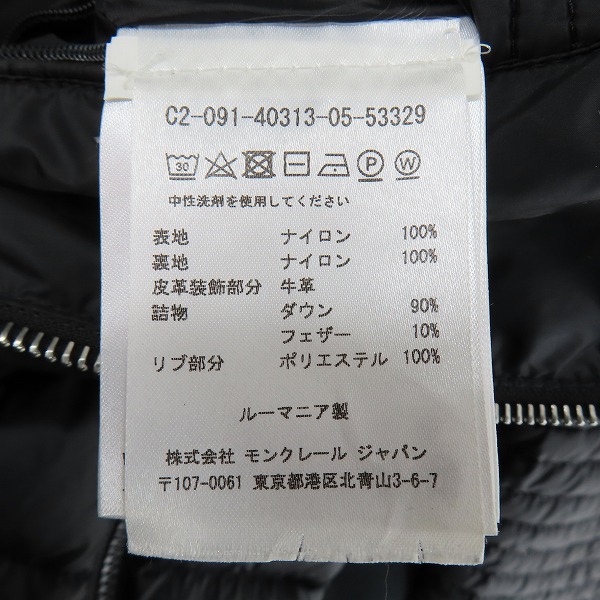 C2-091-40313-05-53329
30 P W
中性洗剤を使用してください
表地 ナイロン 100%
裏地 ナイロン 100%
皮革装飾部分 牛革
詰物 ダウン 90%
フェザー 10%
リブ部分 ポリエステル 100%
ルーマニア製
株式会社 モンクレール ジャパン
〒107-0061 東京都港区北青山3-6-7